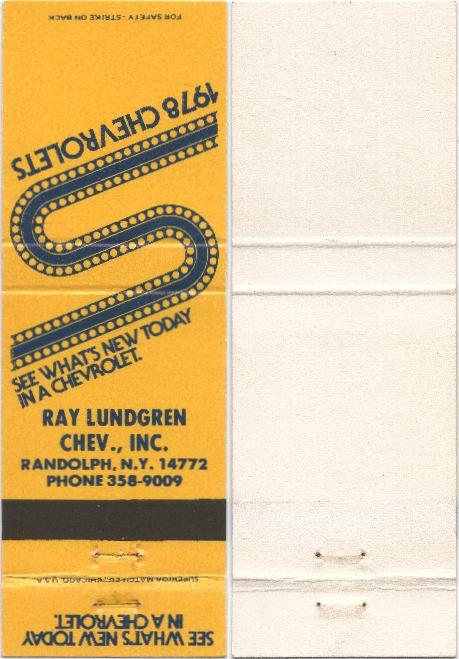 FOR SAFETY - STRIKE ON BACK
1978 CHEVROLETS
SEE WHAT'S NEW TODAY
IN A CHEVROLET.
RAY LUNDGREN
CHEV., INC.
RANDOLPH, N.Y. 14772
PHONE 358-9009
SUPERIOR MATCH CO., CHICAGO, U.S.A.
SEE WHAT'S NEW TODAY
IN A CHEVROLET.